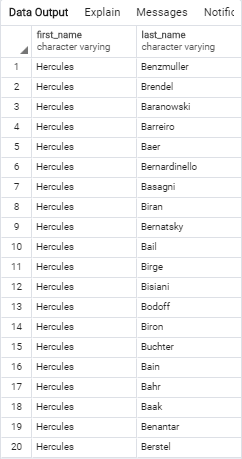 Data Output Explain Messages Notific
first_name last_name
character varying character varying
1 Hercules Benzmuller
2 Hercules Brendel
3 Hercules Baranowski
4 Hercules Barreiro
5 Hercules Baer
6 Hercules Bernardinello
7 Hercules Basagni
8 Hercules Biran
9 Hercules Bernatsky
10 Hercules Bail
11 Hercules Birge
12 Hercules Bisiani
13 Hercules Bodoff
14 Hercules Biron
15 Hercules Buchter
16 Hercules Bain
17 Hercules Bahr
18 Hercules Baak
19 Hercules Benantar
20 Hercules Berstel